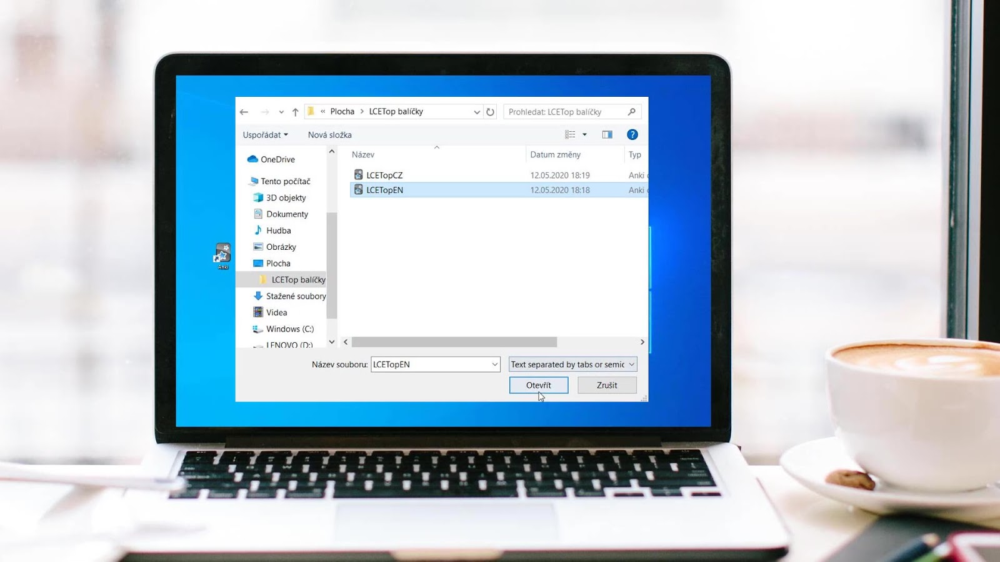 « Plocha > LCETop balíčky
Prohledat: LCETop balíčky
Uspořádat
Nová složka
?
Název
Datum změny
Typ
OneDrive
Tento počítač
3D objekty
Dokumenty
Hudba
Obrázky
Plocha
LCETop balíčky
Stažené soubory
Videa
Windows (C:)
LENOVO (D:)
LCETopCZ
12.05.2020 18:19
Anki
LCETopEN
12.05.2020 18:18
Anki
Anki
Název souboru:
LCETopEN
Text separated by tabs or semic
Otevřít
Zrušit